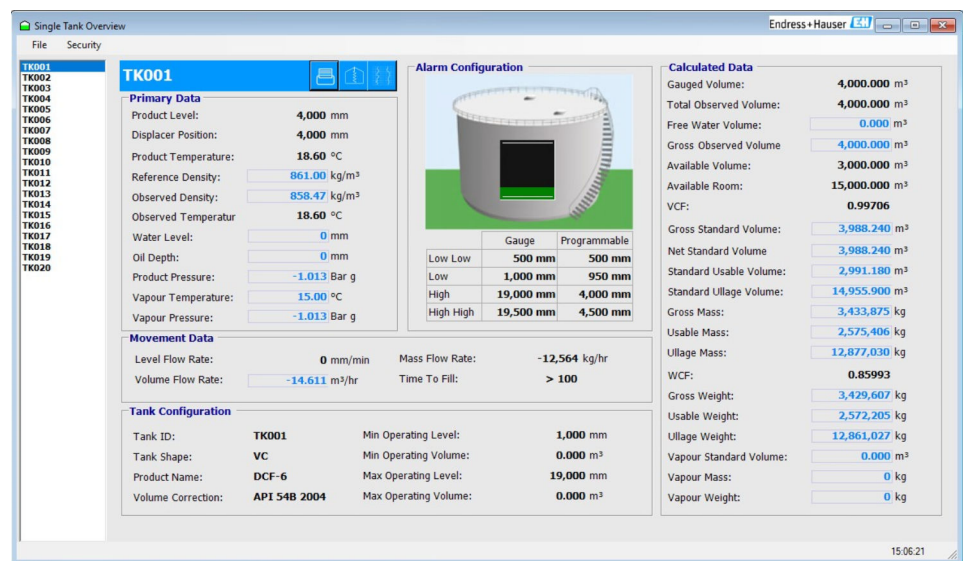 Single Tank Overview
Endress+Hauser EH
File Security
TK001
TK002
TK003
TK004
TK005
TK006
TK007
TK008
TK009
TK010
TK011
TK012
TK013
TK014
TK015
TK016
TK017
TK018
TK019
TK020
TK001
Primary Data
Product Level: 4,000 mm
Displacer Position: 4,000 mm
Product Temperature: 18.60 °C
Reference Density: 861.00 kg/m³
Observed Density: 858.47 kg/m³
Observed Temperatur 18.60 °C
Water Level: 0 mm
Oil Depth: 0 mm
Product Pressure: -1.013 Bar g
Vapour Temperature: 15.00 °C
Vapour Pressure: -1.013 Bar g
Alarm Configuration
Gauge Programmable
Low Low 500 mm 500 mm
Low 1,000 mm 950 mm
High 19,000 mm 4,000 mm
High High 19,500 mm 4,500 mm
Movement Data
Level Flow Rate: 0 mm/min Mass Flow Rate: -12,564 kg/hr
Volume Flow Rate: -14.611 m³/hr Time To Fill: > 100
Tank Configuration
Tank ID: TK001 Min Operating Level: 1,000 mm
Tank Shape: VC Min Operating Volume: 0.000 m³
Product Name: DCF-6 Max Operating Level: 19,000 mm
Volume Correction: API 54B 2004 Max Operating Volume: 0.000 m³
Calculated Data
Gauged Volume: 4,000.000 m³
Total Observed Volume: 4,000.000 m³
Free Water Volume: 0.000 m³
Gross Observed Volume 4,000.000 m³
Available Volume: 3,000.000 m³
Available Room: 15,000.000 m³
VCF: 0.99706
Gross Standard Volume: 3,988.240 m³
Net Standard Volume 3,988.240 m³
Standard Usable Volume: 2,991.180 m³
Standard Ullage Volume: 14,955.900 m³
Gross Mass: 3,433,875 kg
Usable Mass: 2,575,406 kg
Ullage Mass: 12,877,030 kg
WCF: 0.85993
Gross Weight: 3,429,607 kg
Usable Weight: 2,572,205 kg
Ullage Weight: 12,861,027 kg
Vapour Standard Volume: 0.000 m³
Vapour Mass: 0 kg
Vapour Weight: 0 kg
15:06:21